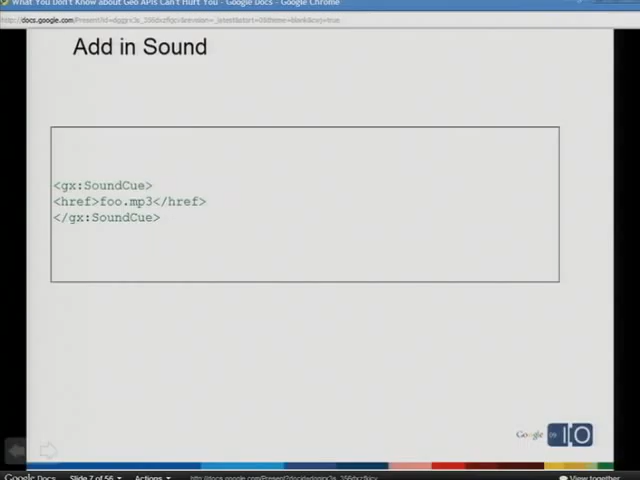 What You Don't Know about Geo APIs Can't Hurt You - Google Docs - Google Chrome
Add in Sound
<gx:SoundCue>
<href>foo.mp3</href>
</gx:SoundCue>
Google 09 I|O
Google Docs Slide 7 of 56 Actions View together